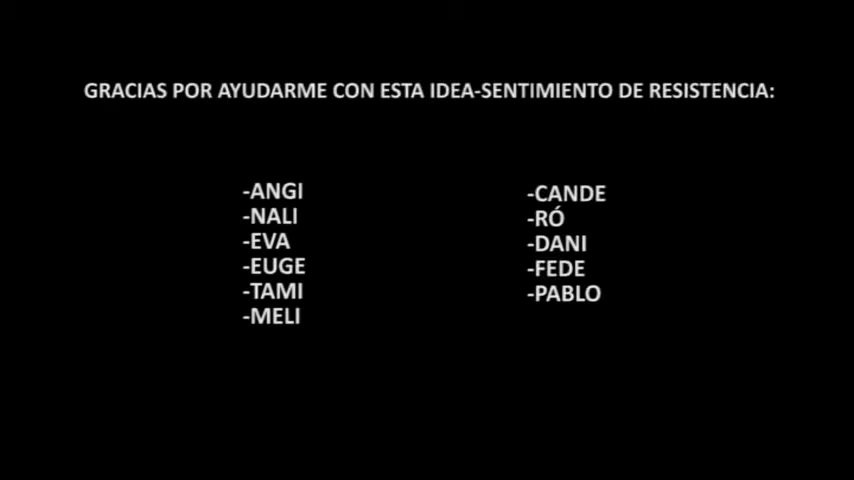 GRACIAS POR AYUDARME CON ESTA IDEA-SENTIMIENTO DE RESISTENCIA:
-ANGI
-NALI
-EVA
-EUGE
-TAMI
-MELI
-CANDE
-RÓ
-DANI
-FEDE
-PABLO